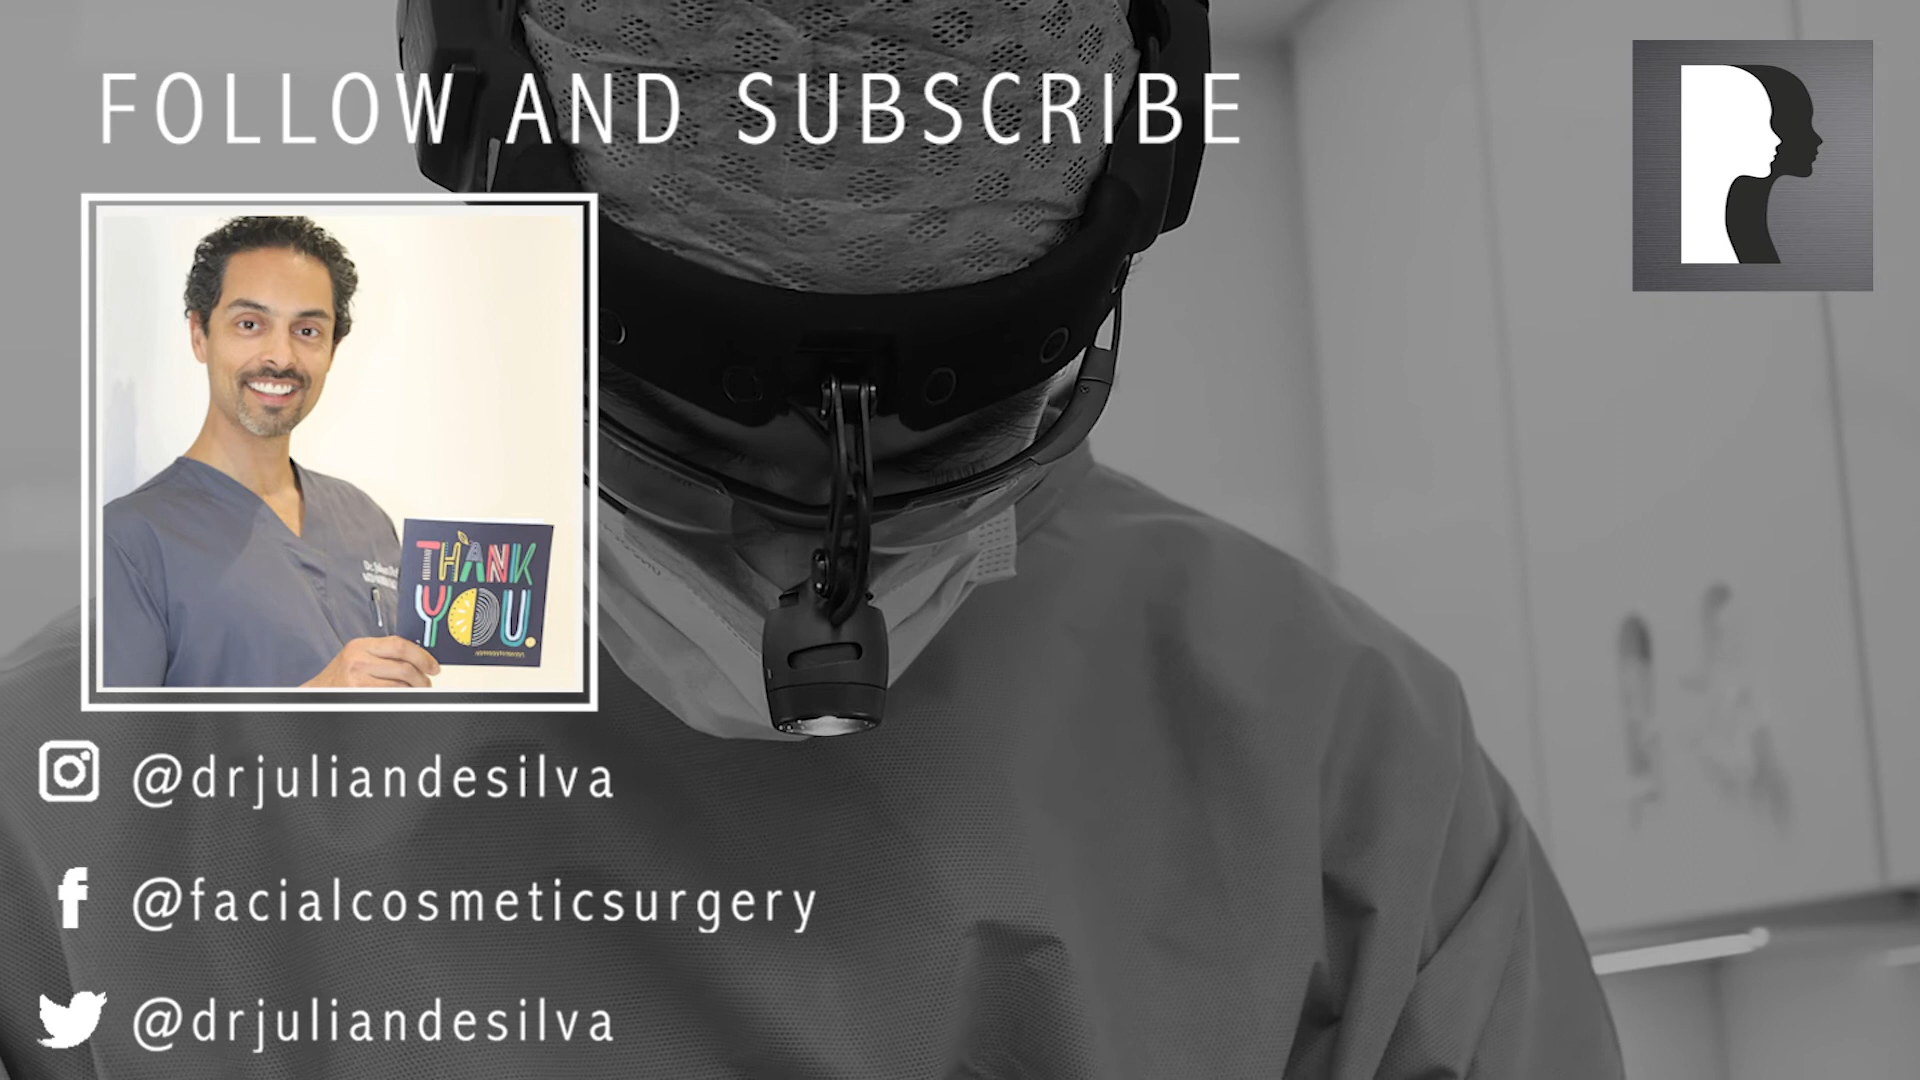 FOLLOW AND SUBSCRIBE
THANK
YOU.
@drjuliandesilva
@facialcosmeticsurgery
@drjuliandesilva